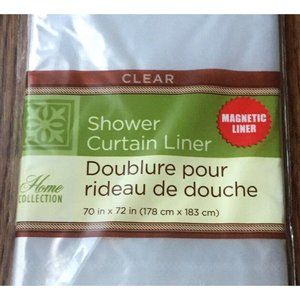 CLEAR
MAGNETIC
LINER
Shower
Curtain Liner
Doublure pour
rideau de douche
Home
COLLECTION
70 in x 72 in (178 cm x 183 cm)